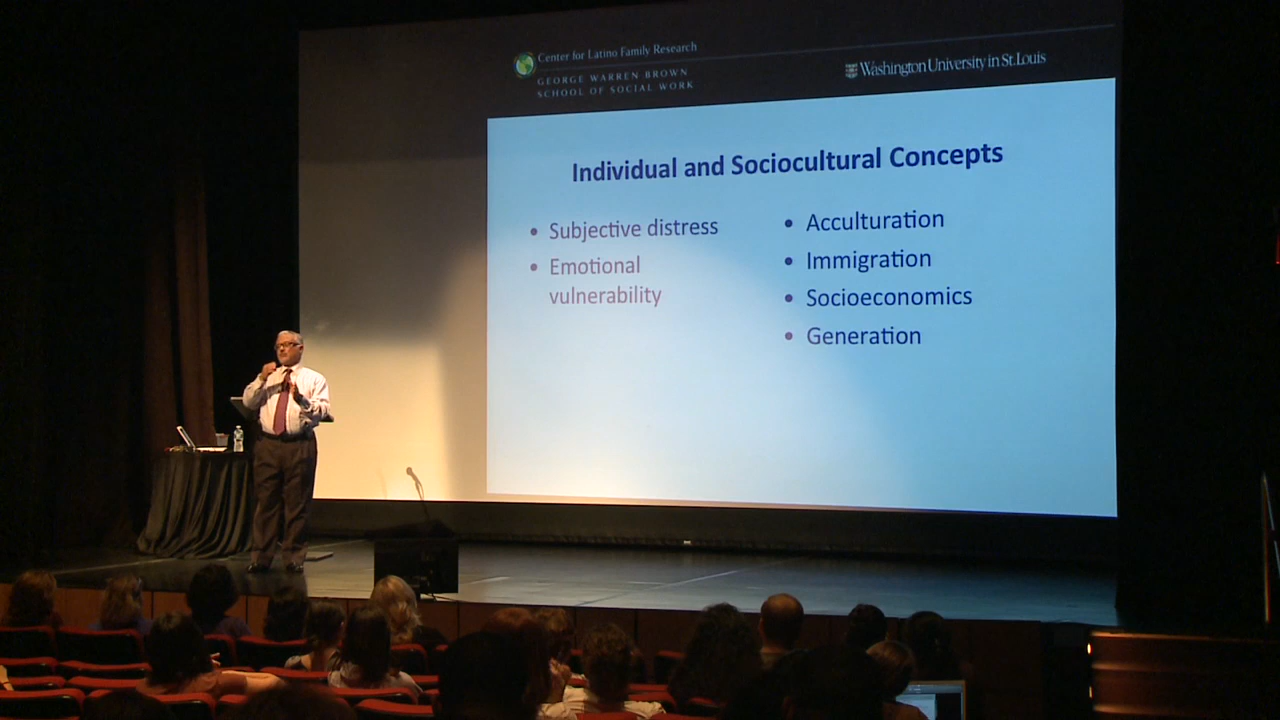 Center for Latino Family Research
GEORGE WARREN BROWN
SCHOOL OF SOCIAL WORK
Washington University in St. Louis
Individual and Sociocultural Concepts
• Subjective distress
• Emotional
vulnerability
• Acculturation
• Immigration
• Socioeconomics
• Generation